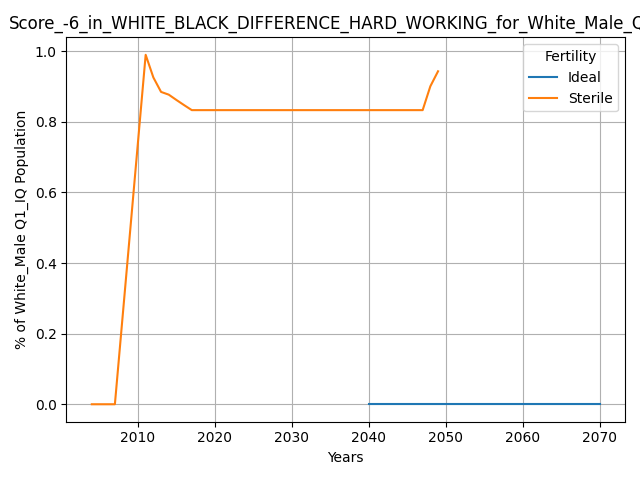 Score_-6_in_WHITE_BLACK_DIFFERENCE_HARD_WORKING_for_White_Male_Q
Fertility
Ideal
Sterile
% of White_Male Q1_IQ Population
1.0
0.8
0.6
0.4
0.2
0.0
2010 2020 2030 2040 2050 2060 2070
Years